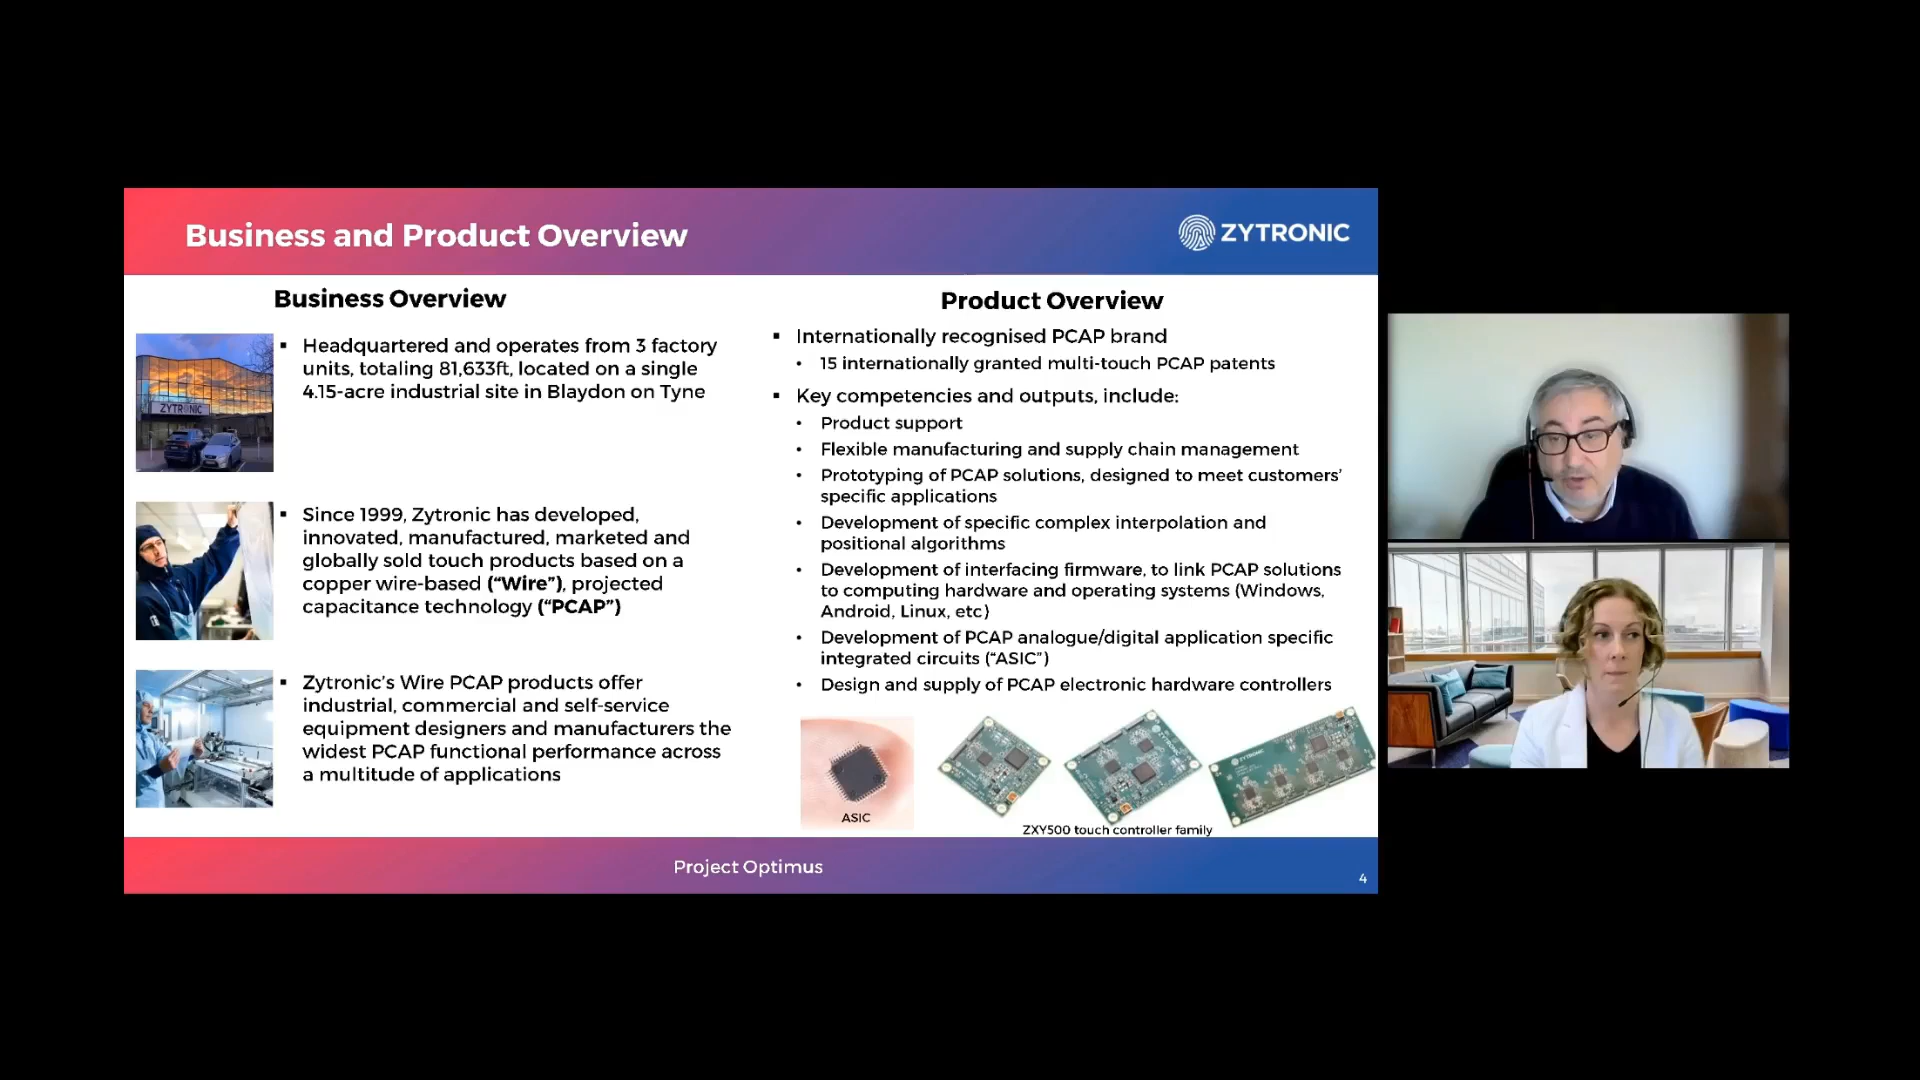 Business and Product Overview
ZYTRONIC
Business Overview
Headquartered and operates from 3 factory
units, totaling 81,633ft, located on a single
4.15-acre industrial site in Blaydon on Tyne
ZYTRONIC
Since 1999, Zytronic has developed,
innovated, manufactured, marketed and
globally sold touch products based on a
copper wire-based (“Wire”), projected
capacitance technology (“PCAP”)
Zytronic’s Wire PCAP products offer
industrial, commercial and self-service
equipment designers and manufacturers the
widest PCAP functional performance across
a multitude of applications
Product Overview
Internationally recognised PCAP brand
15 internationally granted multi-touch PCAP patents
Key competencies and outputs, include:
Product support
Flexible manufacturing and supply chain management
Prototyping of PCAP solutions, designed to meet customers’
specific applications
Development of specific complex interpolation and
positional algorithms
Development of interfacing firmware, to link PCAP solutions
to computing hardware and operating systems (Windows,
Android, Linux, etc)
Development of PCAP analogue/digital application specific
integrated circuits (“ASIC”)
Design and supply of PCAP electronic hardware controllers
ASIC
ZYTRONIC
ZYTRONIC
ZXY500 touch controller family
Project Optimus
4